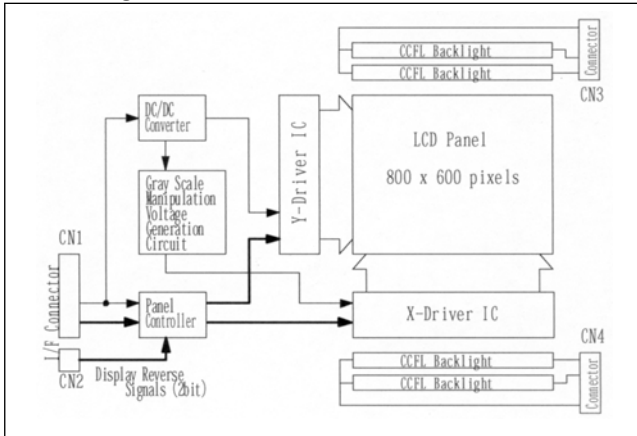 CCFL Backlight
CCFL Backlight
Connector
CN3
DC/DC
Converter
Y-Driver IC
LCD Panel
800 x 600 pixels
Gray Scale
Manipulation
Voltage
Generation
Circuit
CN1
I/F Connector
Panel
Controller
X-Driver IC
CN2
Display Reverse
Signals (2bit)
CN4
CCFL Backlight
CCFL Backlight
Connector